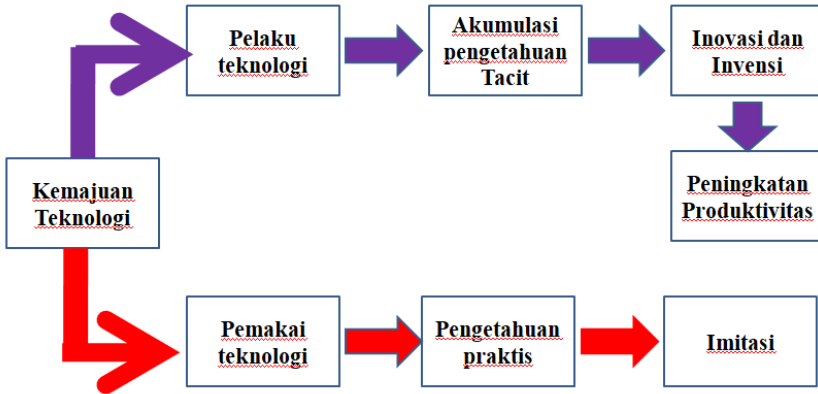 Pelaku
teknologi
Akumulasi
pengetahuan
Tacit
Inovasi dan
Invensi
Kemajuan
Teknologi
Peningkatan
Produktivitas
Pemakai
teknologi
Pengetahuan
praktis
Imitasi